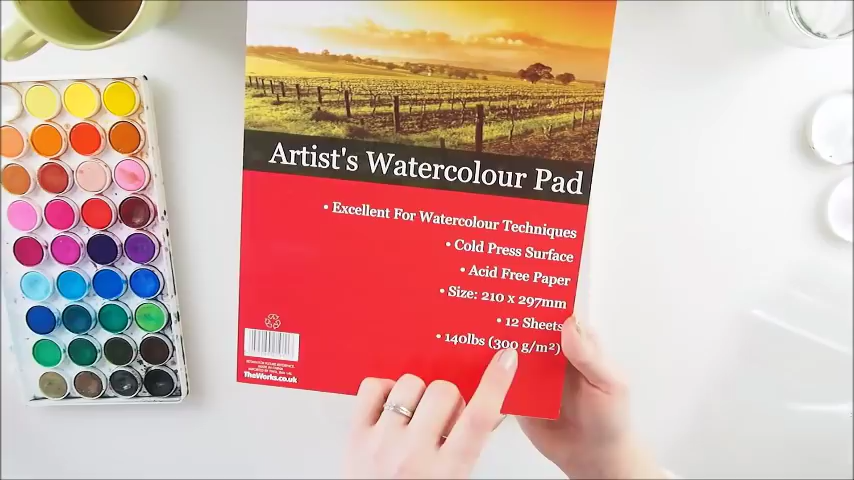 Artist's Watercolour Pad
• Excellent For Watercolour Techniques
• Cold Press Surface
• Acid Free Paper
• Size: 210 x 297mm
• 12 Sheets
• 140lbs (300 g/m²)
TheWorks.co.uk